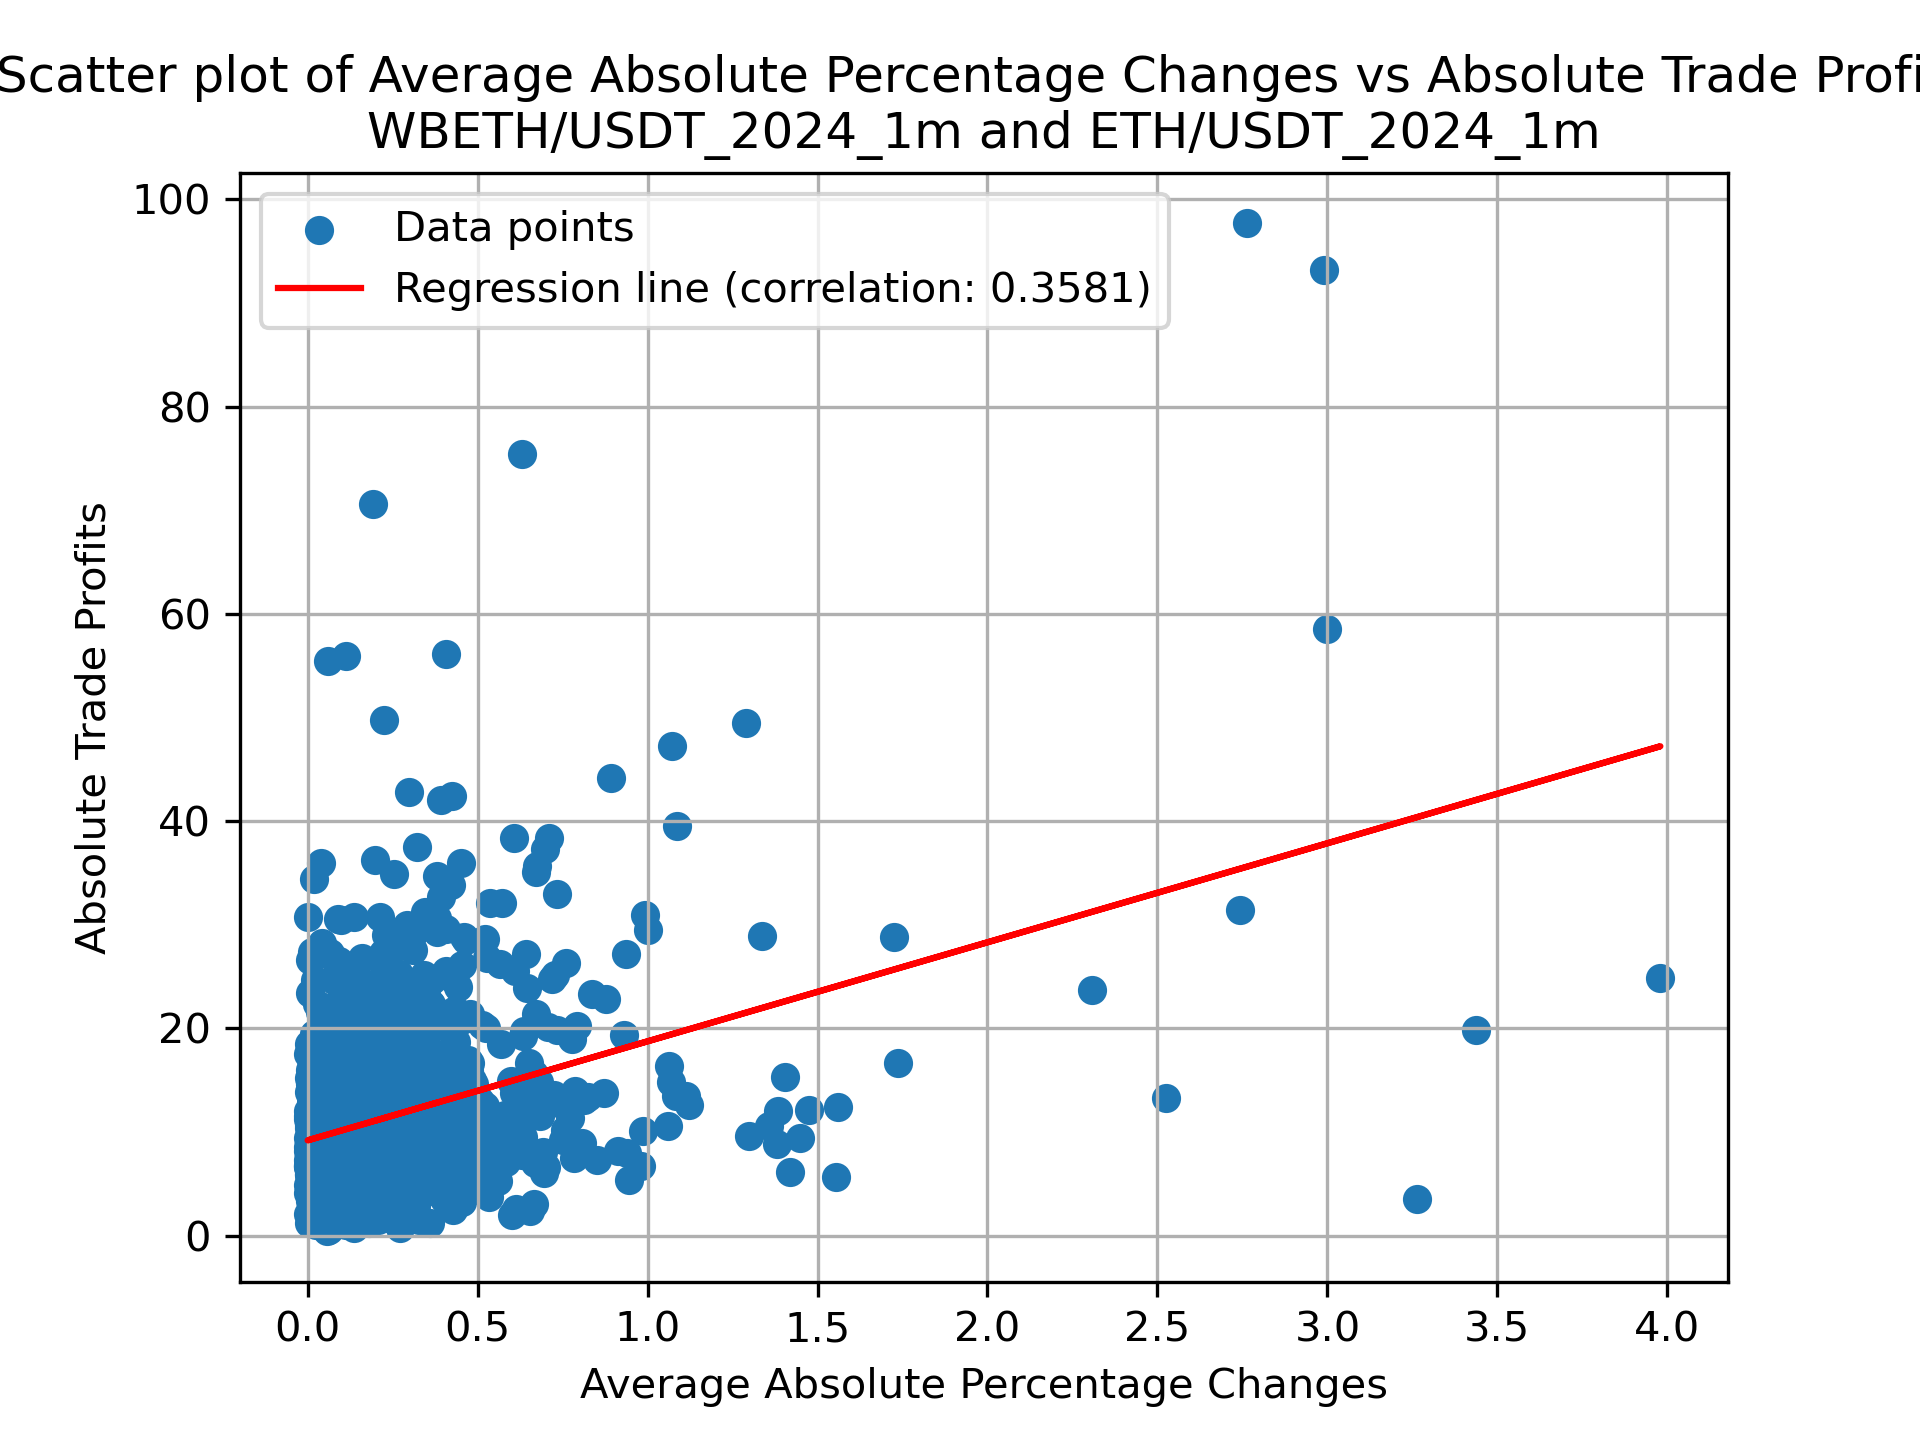 Scatter plot of Average Absolute Percentage Changes vs Absolute Trade Profi
WBETH/USDT_2024_1m and ETH/USDT_2024_1m
Data points
Regression line (correlation: 0.3581)
100
80
60
40
20
0
Absolute Trade Profits
0.0 0.5 1.0 1.5 2.0 2.5 3.0 3.5 4.0
Average Absolute Percentage Changes